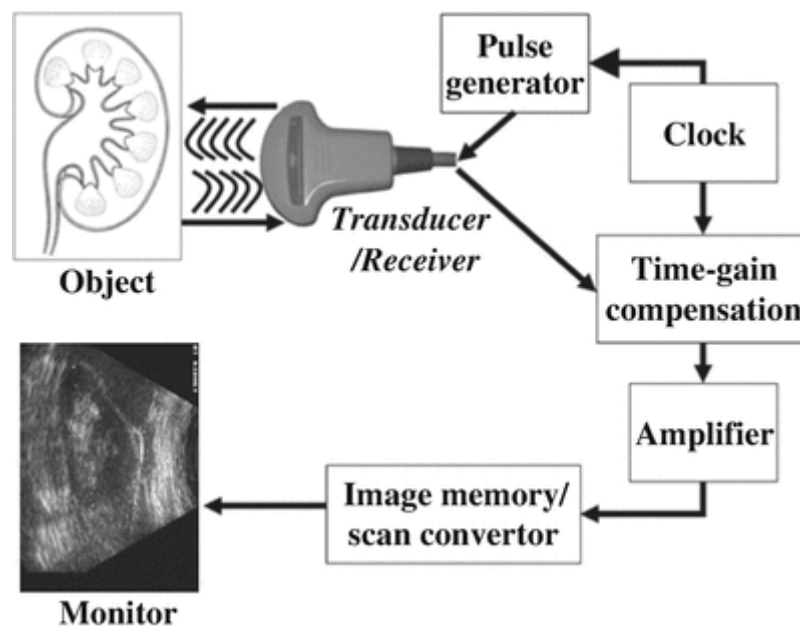 Pulse
generator
Clock
Transducer
/Receiver
Object
Time-gain
compensation
Amplifier
Image memory/
scan convertor
Monitor